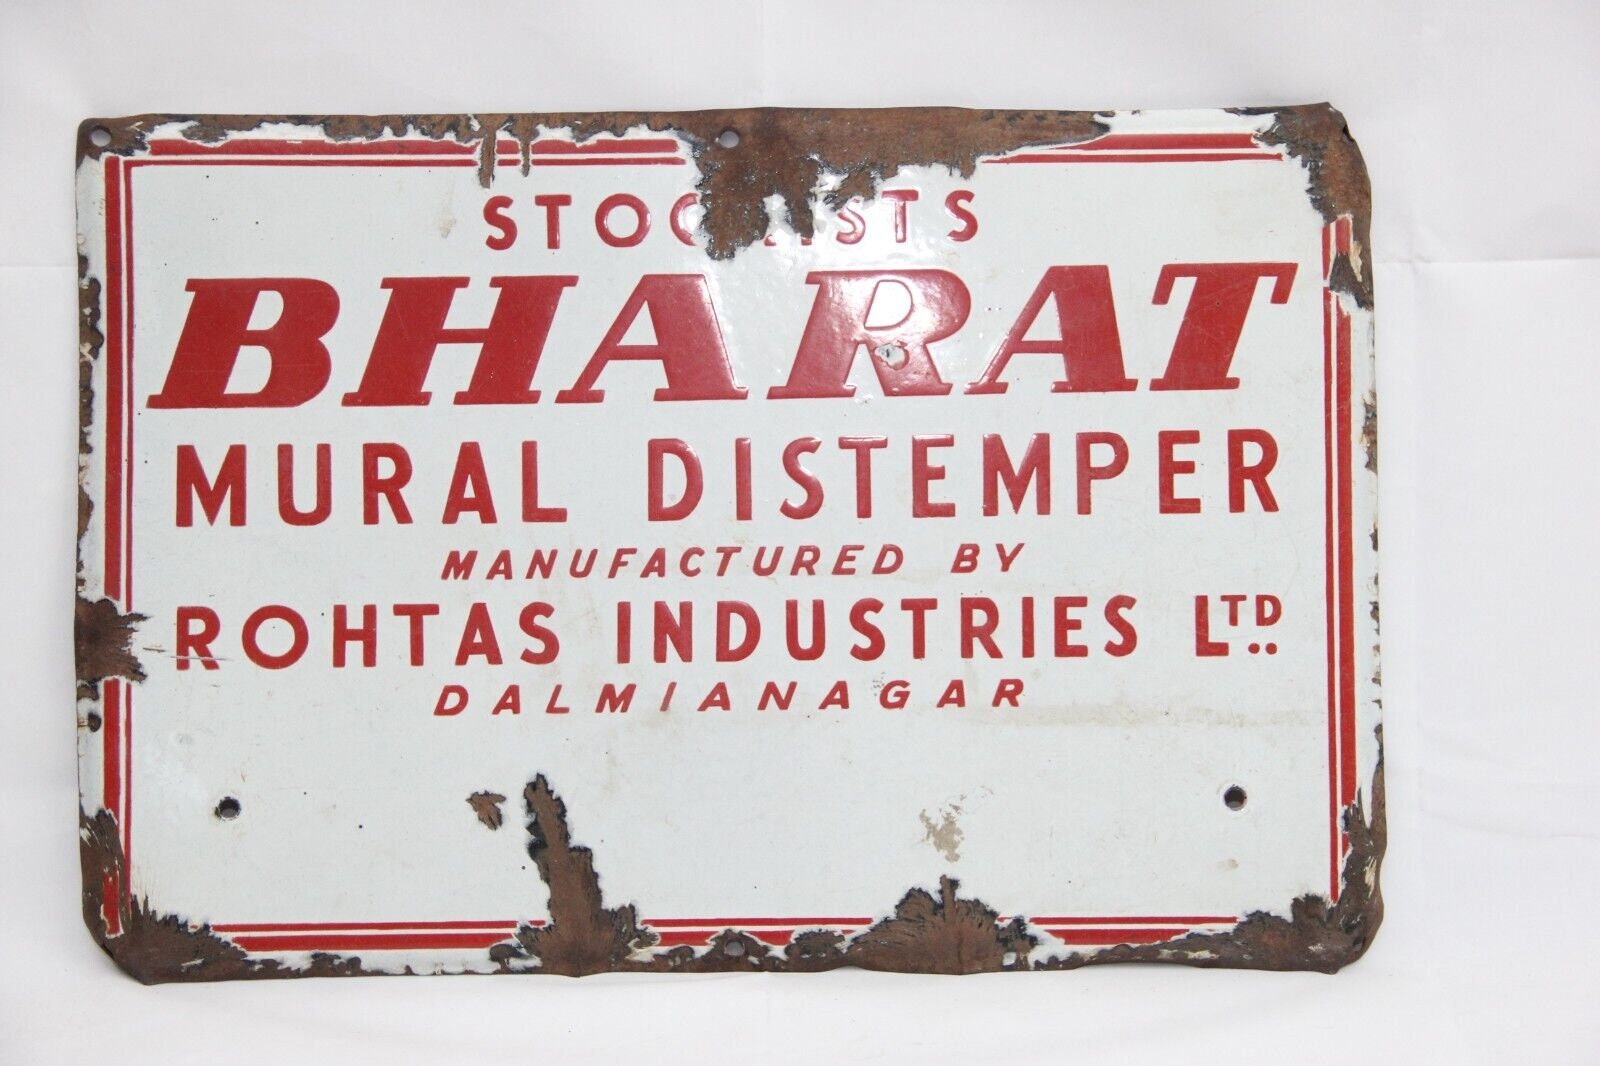 STOCKISTS
BHARAT
MURAL DISTEMPER
MANUFACTURED BY
ROHTAS INDUSTRIES LTD.
DALMIANAGAR